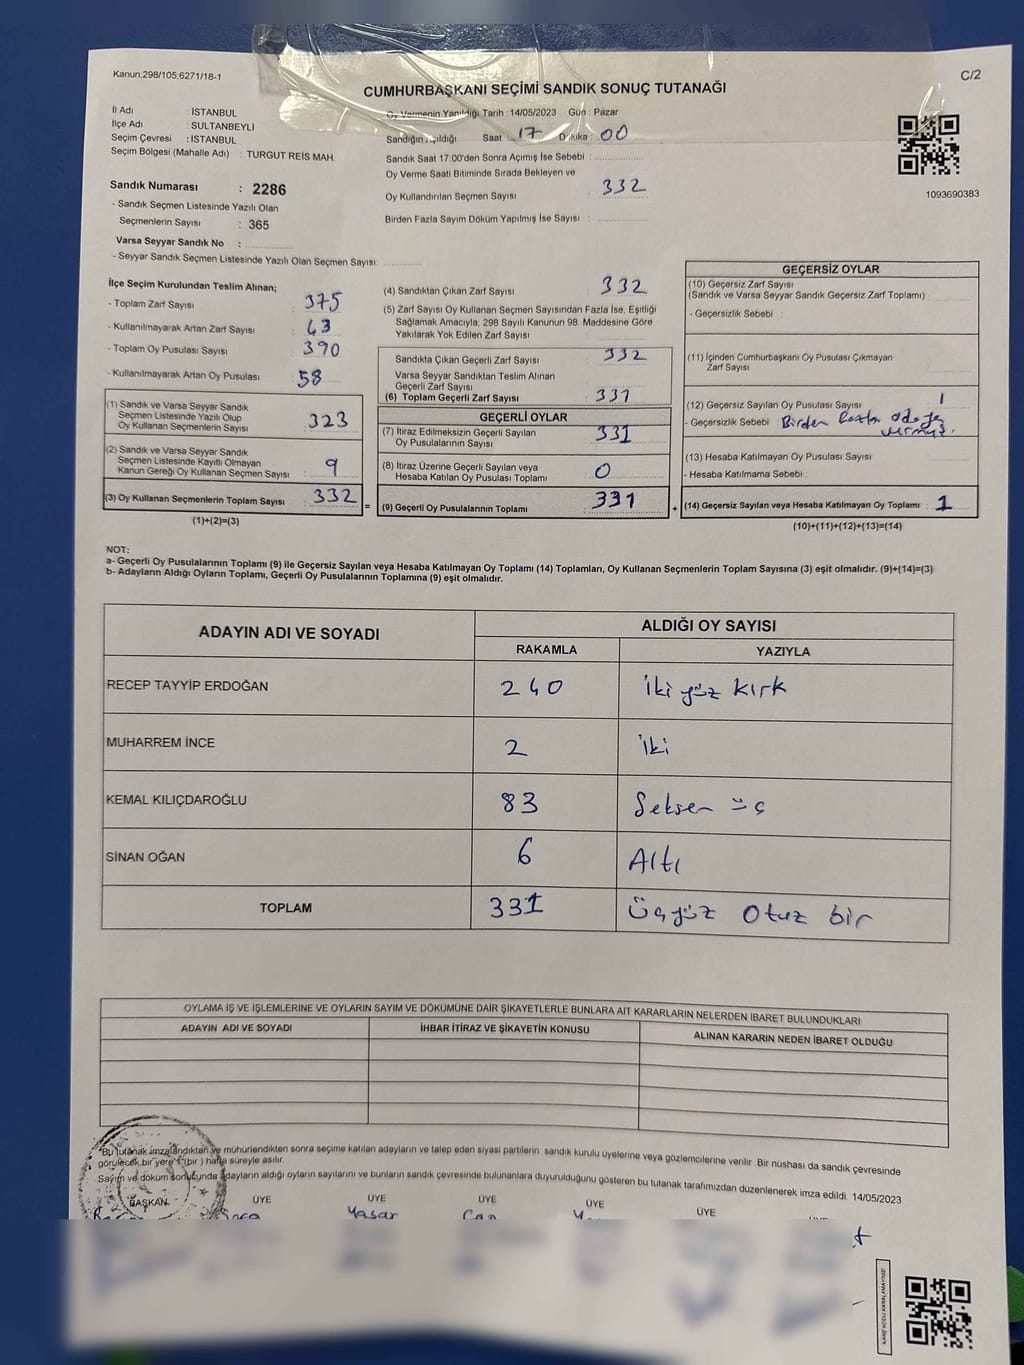 Kanun:298/105;6271/18-1
C/2
CUMHURBAŞKANI SEÇİMİ SANDIK SONUÇ TUTANAĞI
İl Adı : İSTANBUL
İlçe Adı : SULTANBEYLİ
Seçim Çevresi : İSTANBUL
Seçim Bölgesi (Mahalle Adı) : TURGUT REİS MAH.
Oy Vermenin Yapıldığı Tarih : 14/05/2023 Gün : Pazar
Sandığın Açıldığı Saat : 17 Dakika : 00
Sandık Saat 17:00'den Sonra Açımış İse Sebebi :
Oy Verme Saati Bitiminde Sırada Bekleyen ve
Oy Kullandırılan Seçmen Sayısı : 332
Birden Fazla Sayım Döküm Yapılmış İse Sayısı :
1093690383
Sandık Numarası : 2286
- Sandık Seçmen Listesinde Yazılı Olan
Seçmenlerin Sayısı : 365
Varsa Seyyar Sandık No :
- Seyyar Sandık Seçmen Listesinde Yazılı Olan Seçmen Sayısı:
İlçe Seçim Kurulundan Teslim Alınan;
- Toplam Zarf Sayısı : 375
- Kullanılmayarak Artan Zarf Sayısı : 43
- Toplam Oy Pusulası Sayısı : 390
- Kullanılmayarak Artan Oy Pusulası : 58
(1) Sandık ve Varsa Seyyar Sandık
Seçmen Listesinde Yazılı Olup
Oy Kullanan Seçmenlerin Sayısı : 323
(2) Sandık ve Varsa Seyyar Sandık
Seçmen Listesinde Kayıtlı Olmayan
Kanun Gereği Oy Kullanan Seçmen Sayısı : 9
(3) Oy Kullanan Seçmenlerin Toplam Sayısı : 332
(1)+(2)=(3)
(4) Sandıktan Çıkan Zarf Sayısı : 332
(5) Zarf Sayısı Oy Kullanan Seçmen Sayısından Fazla İse, Eşitliği
Sağlamak Amacıyla, 298 Sayılı Kanunun 98. Maddesine Göre
Yakılarak Yok Edilen Zarf Sayısı :
Sandıkta Çıkan Geçerli Zarf Sayısı : 332
Varsa Seyyar Sandıktan Teslim Alınan
Geçerli Zarf Sayısı :
(6) Toplam Geçerli Zarf Sayısı : 331
GEÇERLİ OYLAR
(7) İtiraz Edilmeksizin Geçerli Sayılan
Oy Pusulalarının Sayısı : 331
(8) İtiraz Üzerine Geçerli Sayılan veya
Hesaba Katılan Oy Pusulası Toplamı : 0
= (9) Geçerli Oy Pusulalarının Toplamı : 331
GEÇERSİZ OYLAR
(10) Geçersiz Zarf Sayısı
(Sandık ve Varsa Seyyar Sandık Geçersiz Zarf Toplamı) :
- Geçersizlik Sebebi :
(11) İçinden Cumhurbaşkanı Oy Pusulası Çıkmayan
Zarf Sayısı :
(12) Geçersiz Sayılan Oy Pusulası Sayısı : 1
- Geçersizlik Sebebi : Birden fazla adaya
vermiş.
(13) Hesaba Katılmayan Oy Pusulası Sayısı :
- Hesaba Katılmama Sebebi :
+ (14) Geçersiz Sayılan veya Hesaba Katılmayan Oy Toplamı : 1
(10)+(11)+(12)+(13)=(14)
NOT:
a- Geçerli Oy Pusulalarının Toplamı (9) ile Geçersiz Sayılan veya Hesaba Katılmayan Oy Toplamı (14) Toplamları, Oy Kullanan Seçmenlerin Toplam Sayısına (3) eşit olmalıdır. (9)+(14)=(3)
b- Adayların Aldığı Oyların Toplamı, Geçerli Oy Pusulalarının Toplamına (9) eşit olmalıdır.
ADAYIN ADI VE SOYADI
ALDIĞI OY SAYISI
RAKAMLA YAZIYLA
RECEP TAYYİP ERDOĞAN 240 İki yüz kırk
MUHARREM İNCE 2 İki
KEMAL KILIÇDAROĞLU 83 Seksen üç
SİNAN OĞAN 6 Altı
TOPLAM 331 Üçyüz Otuz bir
OYLAMA İŞ VE İŞLEMLERİNE VE OYLARIN SAYIM VE DÖKÜMÜNE DAİR ŞİKAYETLERLE BUNLARA AİT KARARLARIN NELERDEN İBARET BULUNDUKLARI
ADAYIN ADI VE SOYADI İHBAR İTİRAZ VE ŞİKAYETİN KONUSU ALINAN KARARIN NEDEN İBARET OLDUĞU
"Bu tutanak imzalandıktan ve mühürlendikten sonra seçime katılan adayların ve talep eden siyasi partilerin sandık kurulu üyelerine veya gözlemcilerine verilir. Bir nüshası da sandık çevresinde
görülecek bir yere 1 (bir) hafta süreyle asılır.
Sayım ve döküm sonucunda adayların aldığı oyların sayılarını ve bunların sandık çevresinde bulunanlara duyurulduğunu gösteren bu tutanak tarafımızdan düzenlenerek imza edildi. 14/05/2023
BAŞKAN ÜYE ÜYE ÜYE ÜYE ÜYE
Yaşar Can
KARE KODU KARALAMAYINIZ!